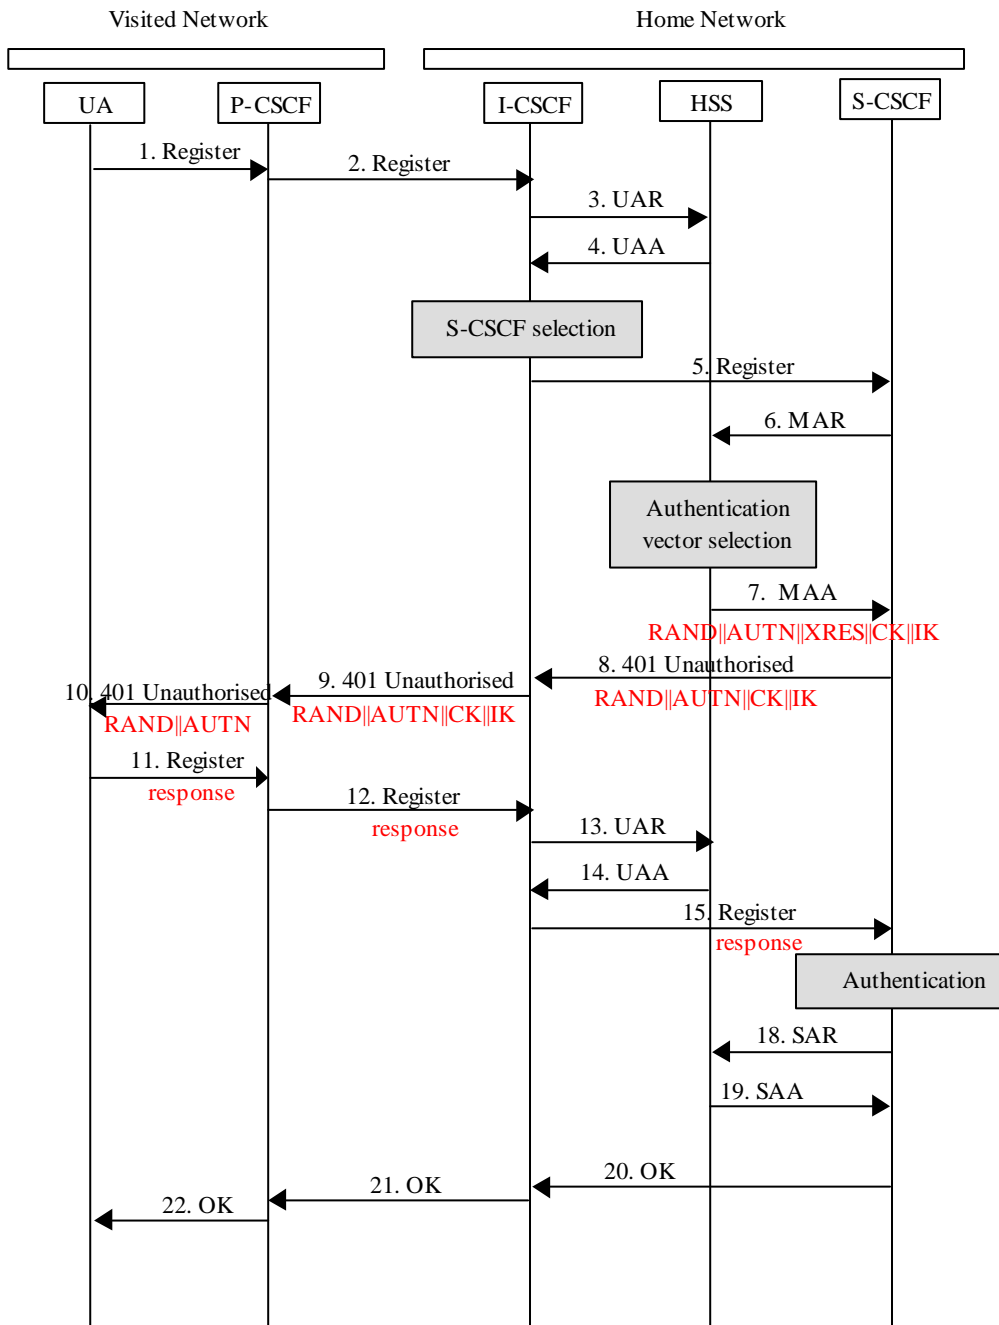 Visited Network
Home Network
UA
P-CSCF
I-CSCF
HSS
S-CSCF
1. Register
2. Register
3. UAR
4. UAA
S-CSCF selection
5. Register
6. MAR
Authentication
vector selection
7. MAA
RAND||AUTN||XRES||CK||IK
8. 401 Unauthorised
RAND||AUTN||CK||IK
9. 401 Unauthorised
RAND||AUTN||CK||IK
10. 401 Unauthorised
RAND||AUTN
11. Register
response
12. Register
response
13. UAR
14. UAA
15. Register
response
Authentication
18. SAR
19. SAA
20. OK
21. OK
22. OK